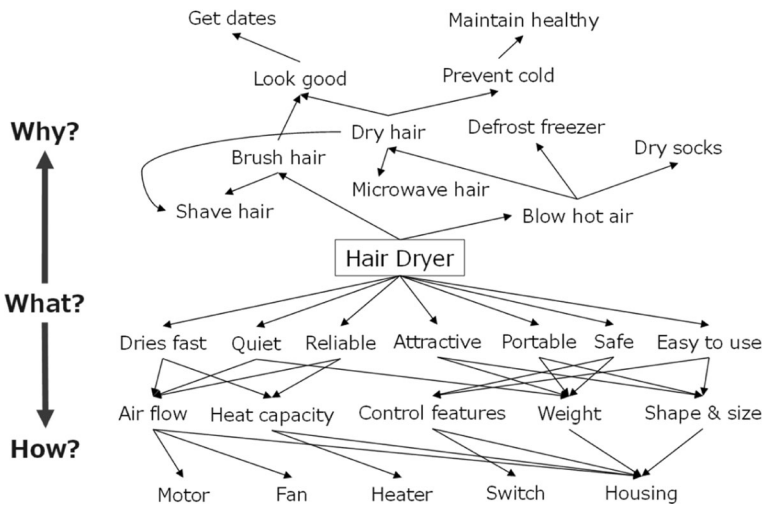 Get dates
Maintain healthy
Look good
Prevent cold
Why?
Dry hair
Defrost freezer
Brush hair
Dry socks
Microwave hair
Shave hair
Blow hot air
Hair Dryer
What?
Dries fast
Quiet
Reliable
Attractive
Portable
Safe
Easy to use
Air flow
Heat capacity
Control features
Weight
Shape & size
How?
Motor
Fan
Heater
Switch
Housing